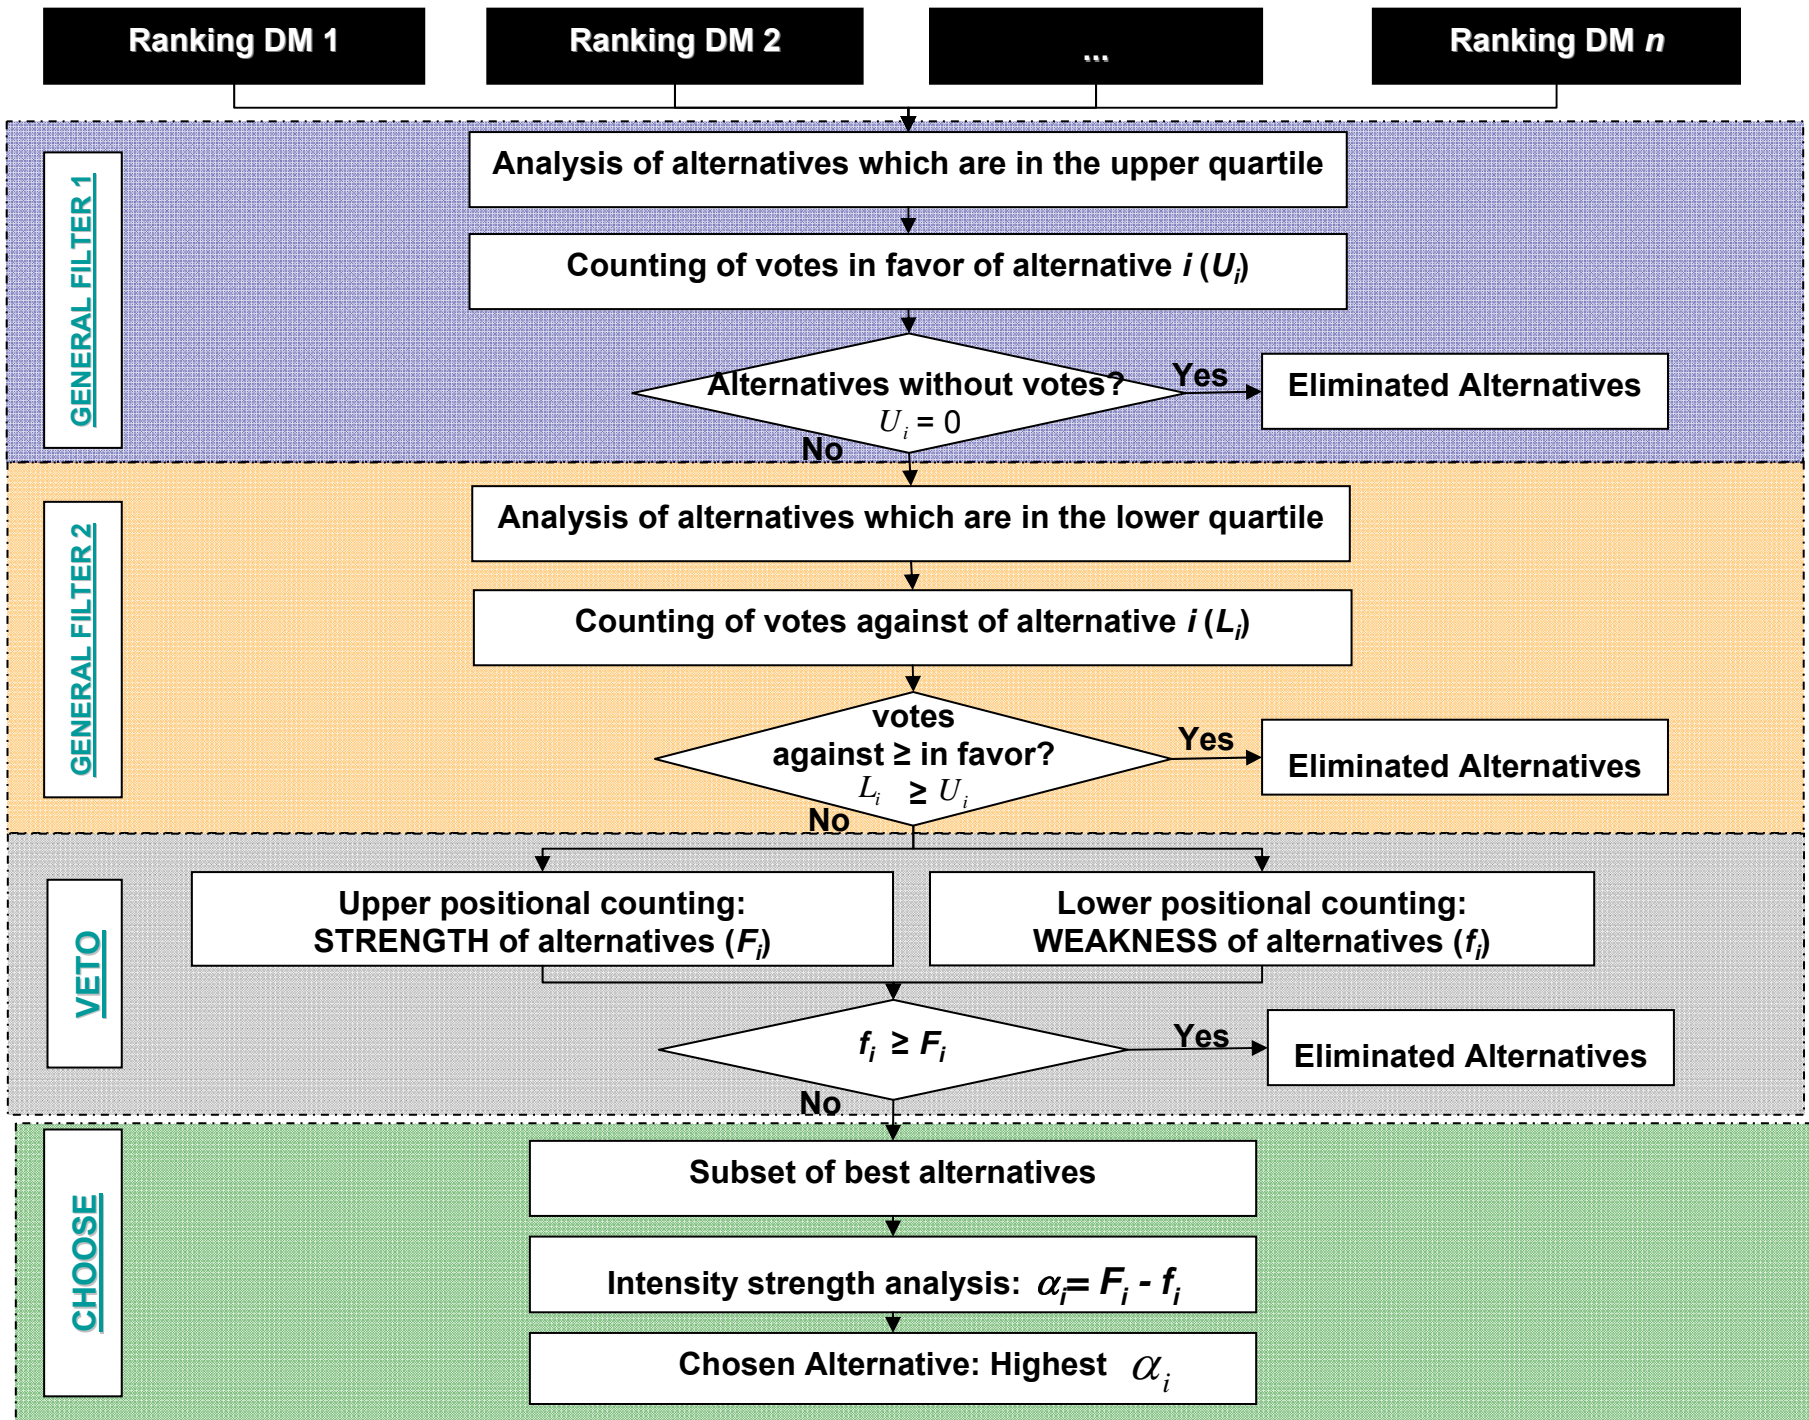 Ranking DM 1
Ranking DM 2
...
Ranking DM n
GENERAL FILTER 1
Analysis of alternatives which are in the upper quartile
Counting of votes in favor of alternative i (Ui)
Alternatives without votes?
Ui = 0
Yes
Eliminated Alternatives
No
GENERAL FILTER 2
Analysis of alternatives which are in the lower quartile
Counting of votes against of alternative i (Li)
votes
against ≥ in favor?
Li ≥ Ui
Yes
Eliminated Alternatives
No
VETO
Upper positional counting:
STRENGTH of alternatives (Fi)
Lower positional counting:
WEAKNESS of alternatives (fi)
fi ≥ Fi
Yes
Eliminated Alternatives
No
CHOOSE
Subset of best alternatives
Intensity strength analysis: αi= Fi - fi
Chosen Alternative: Highest αi